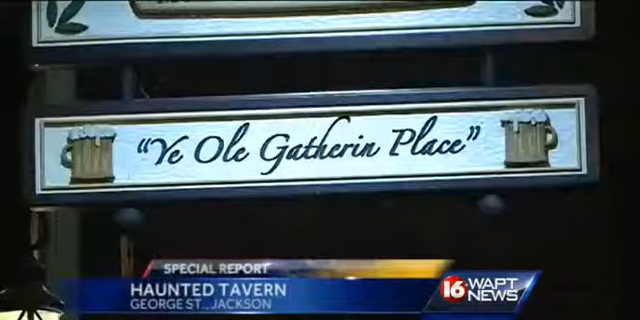 "Ye Ole Gatherin Place"
SPECIAL REPORT
HAUNTED TAVERN
GEORGE ST., JACKSON
16 WAPT
NEWS